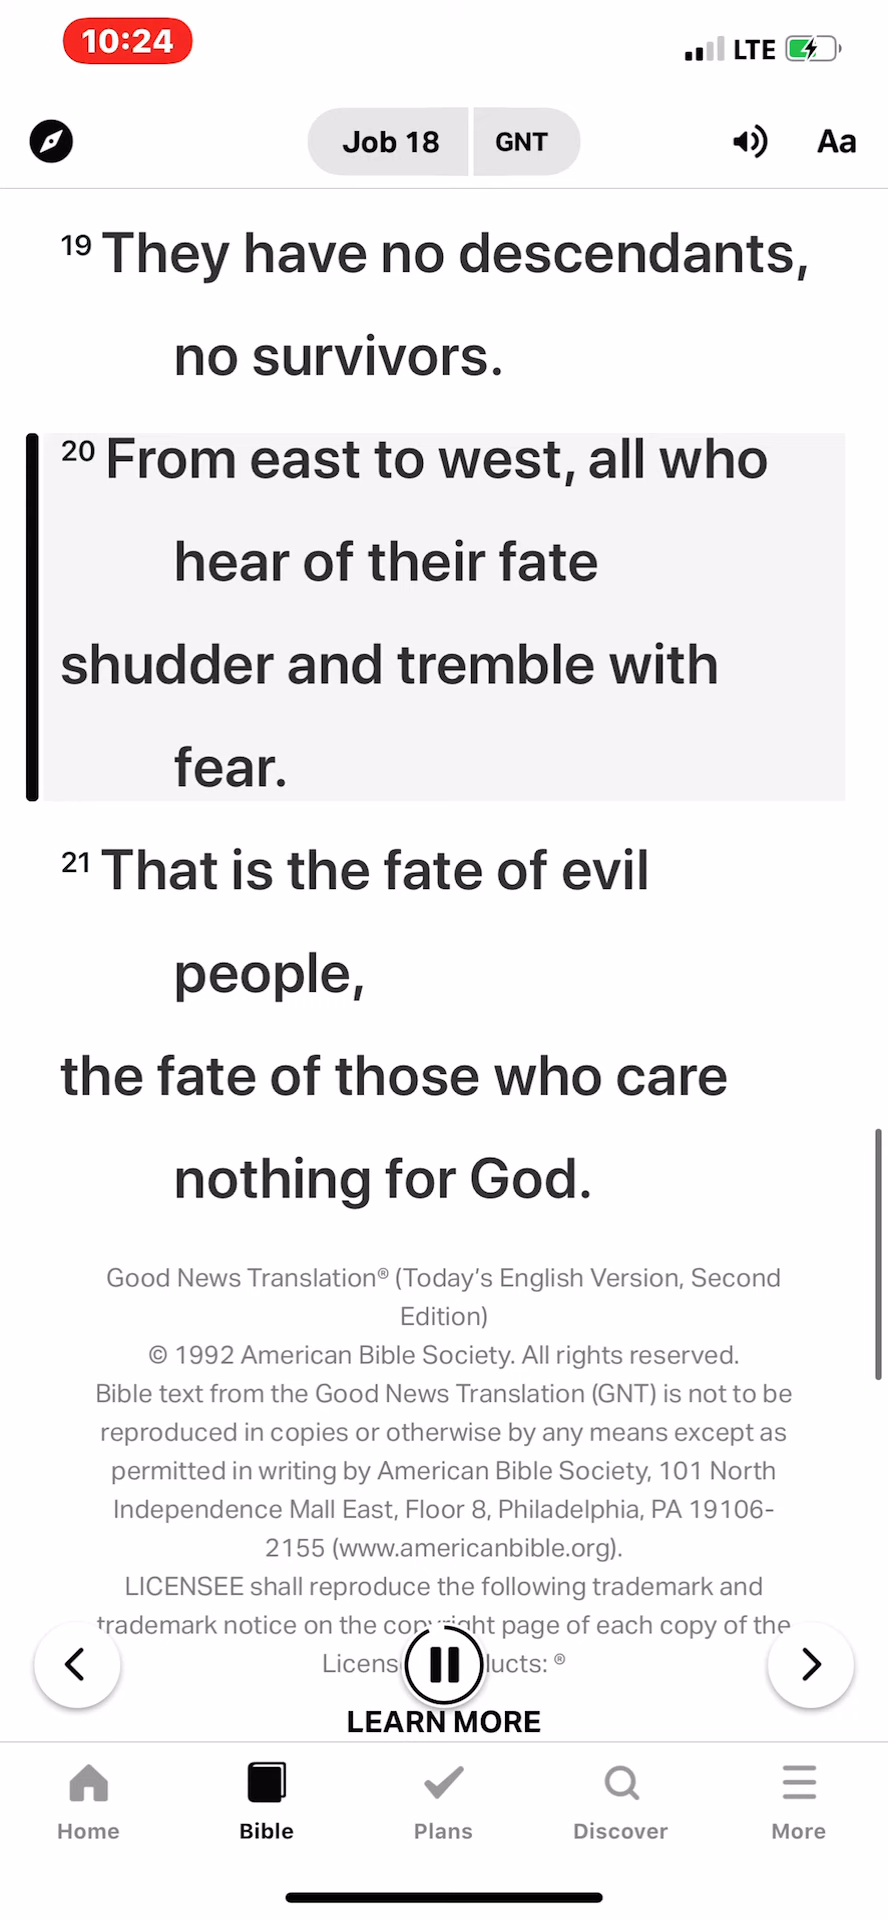 10:24
LTE
Job 18 GNT
Aa
19 They have no descendants,
no survivors.
20 From east to west, all who
hear of their fate
shudder and tremble with
fear.
21 That is the fate of evil
people,
the fate of those who care
nothing for God.
Good News Translation® (Today's English Version, Second
Edition)
© 1992 American Bible Society. All rights reserved.
Bible text from the Good News Translation (GNT) is not to be
reproduced in copies or otherwise by any means except as
permitted in writing by American Bible Society, 101 North
Independence Mall East, Floor 8, Philadelphia, PA 19106-
2155 (www.americanbible.org).
LICENSEE shall reproduce the following trademark and
trademark notice on the copyright page of each copy of the
Licens ucts: ®
LEARN MORE
Home Bible Plans Discover More